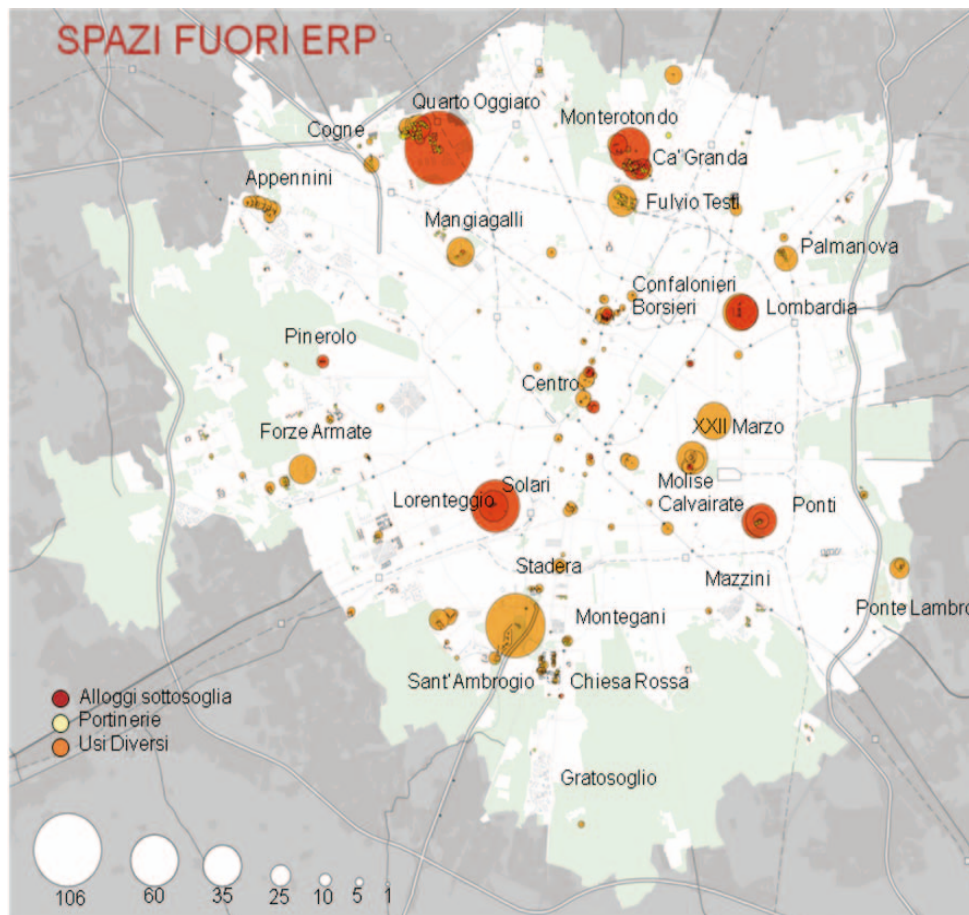 SPAZI FUORI ERP
Quarto Oggiaro
Monterotondo
Cogne
Ca'Granda
Appennini
Fulvio Testi
Mangiagalli
Palmanova
Confalonieri
Borsieri
Lombardia
Pinerolo
Centro
XXII Marzo
Forze Armate
Molise
Calvairate
Solari
Lorenteggio
Ponti
Stadera
Mazzini
Ponte Lambro
Montegani
Sant'Ambrogio
Chiesa Rossa
Alloggi sottosoglia
Portinerie
Usi Diversi
Gratosoglio
106 60 35 25 10 5 1